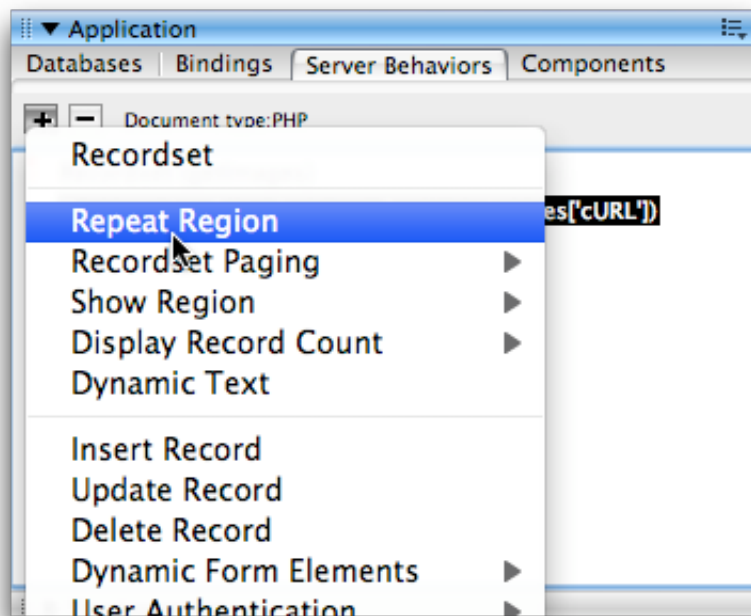 Application
Databases Bindings Server Behaviors Components
Document type:PHP
Recordset
Repeat Region
es['cURL'])
Recordset Paging
Show Region
Display Record Count
Dynamic Text
Insert Record
Update Record
Delete Record
Dynamic Form Elements
User Authentication